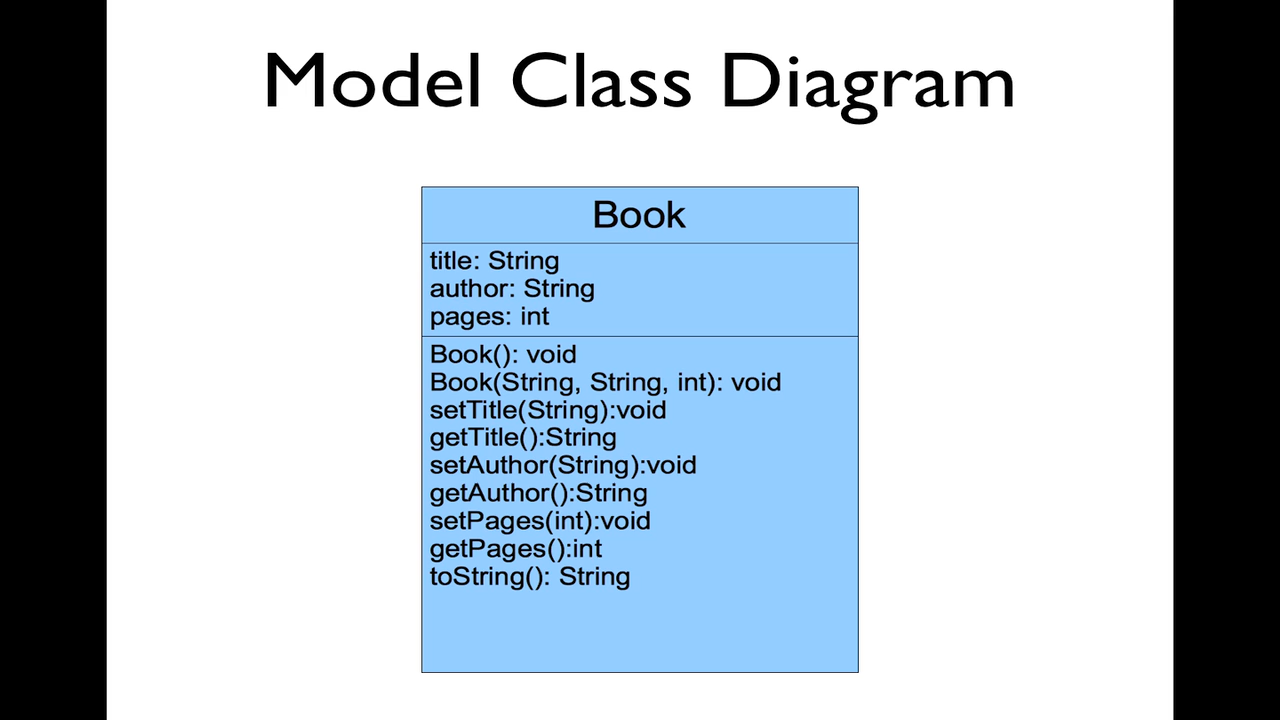 Model Class Diagram
Book
title: String
author: String
pages: int
Book(): void
Book(String, String, int): void
setTitle(String):void
getTitle():String
setAuthor(String):void
getAuthor():String
setPages(int):void
getPages():int
toString(): String